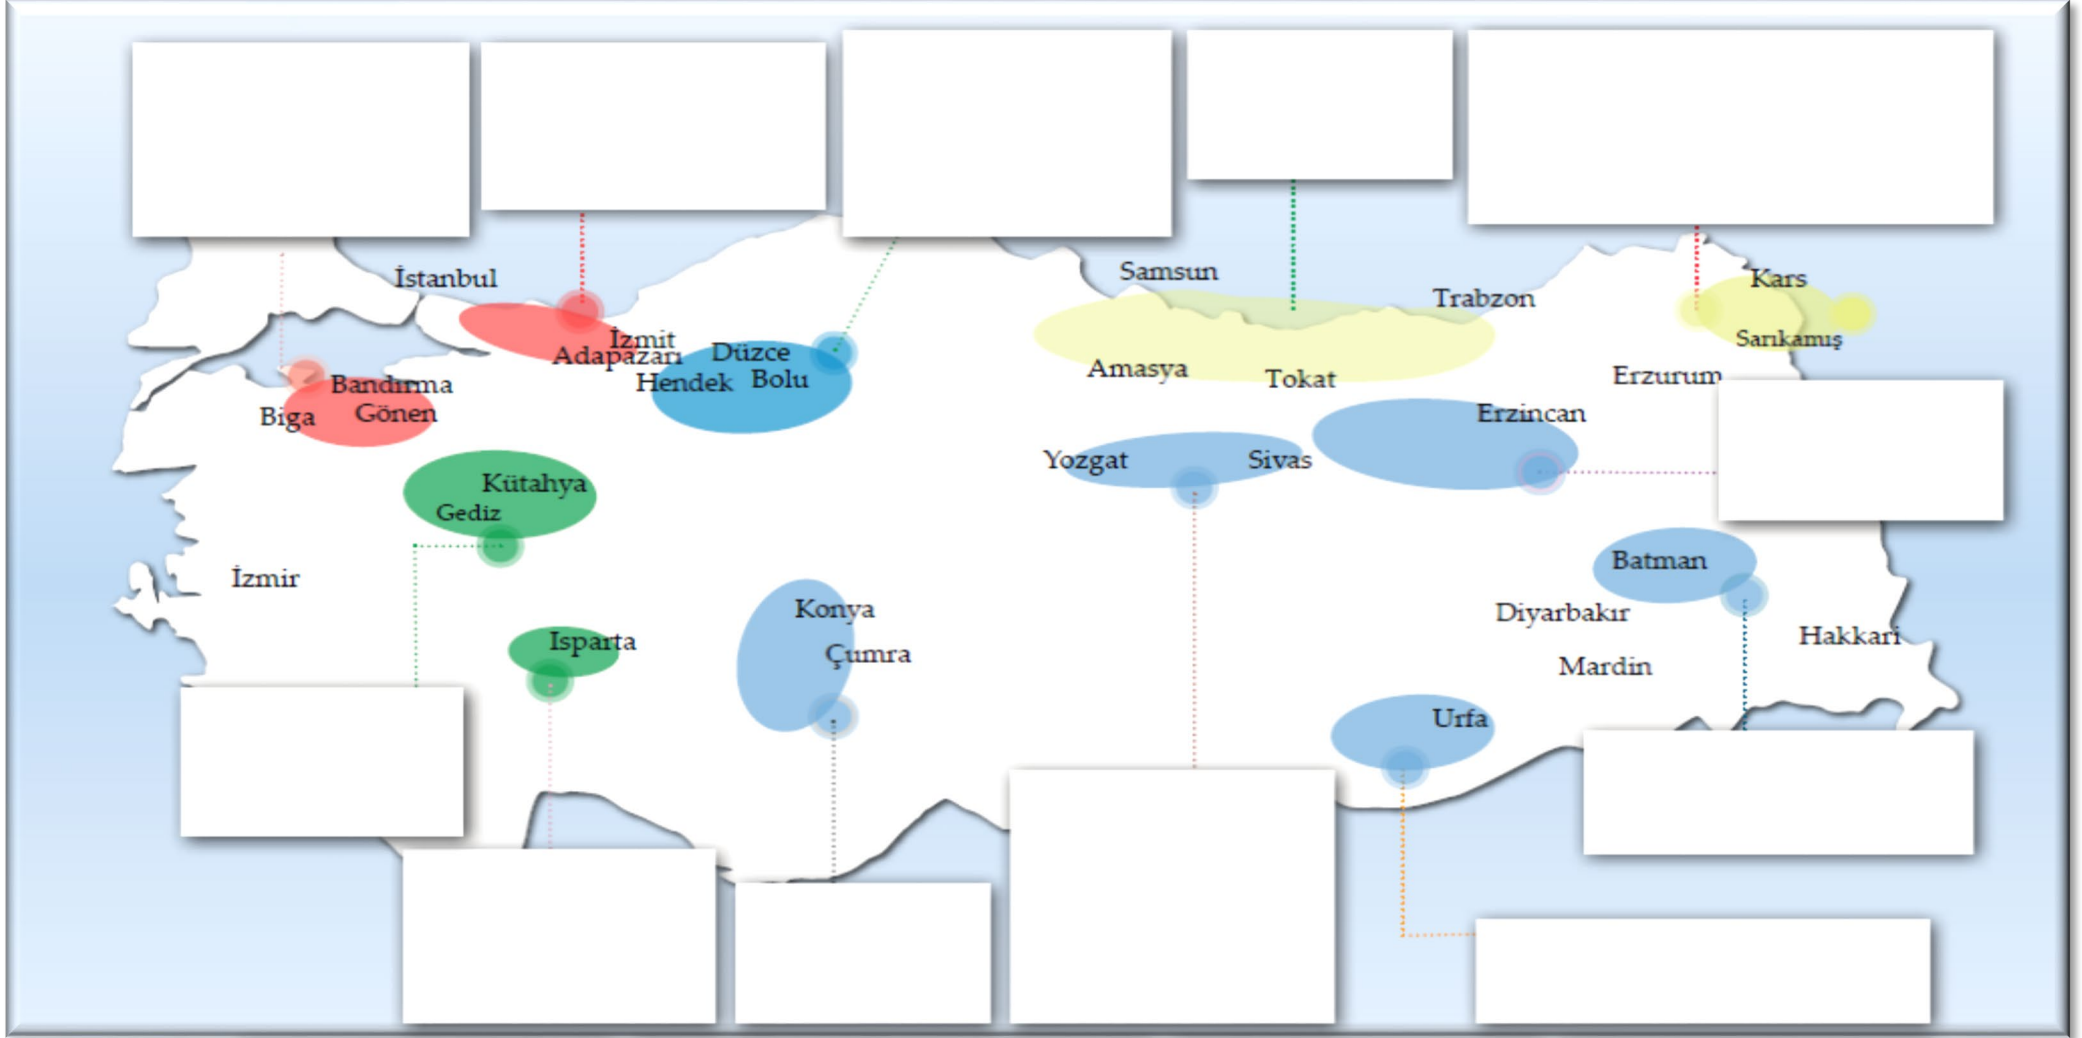 İstanbul
Samsun
Kars
Trabzon
İzmit
Sarıkamış
Adapazarı
Düzce
Amasya
Tokat
Erzurum
Bandırma
Hendek
Bolu
Biga
Gönen
Erzincan
Yozgat
Sivas
Kütahya
Gediz
Batman
İzmir
Konya
Diyarbakır
Isparta
Hakkari
Çumra
Mardin
Urfa